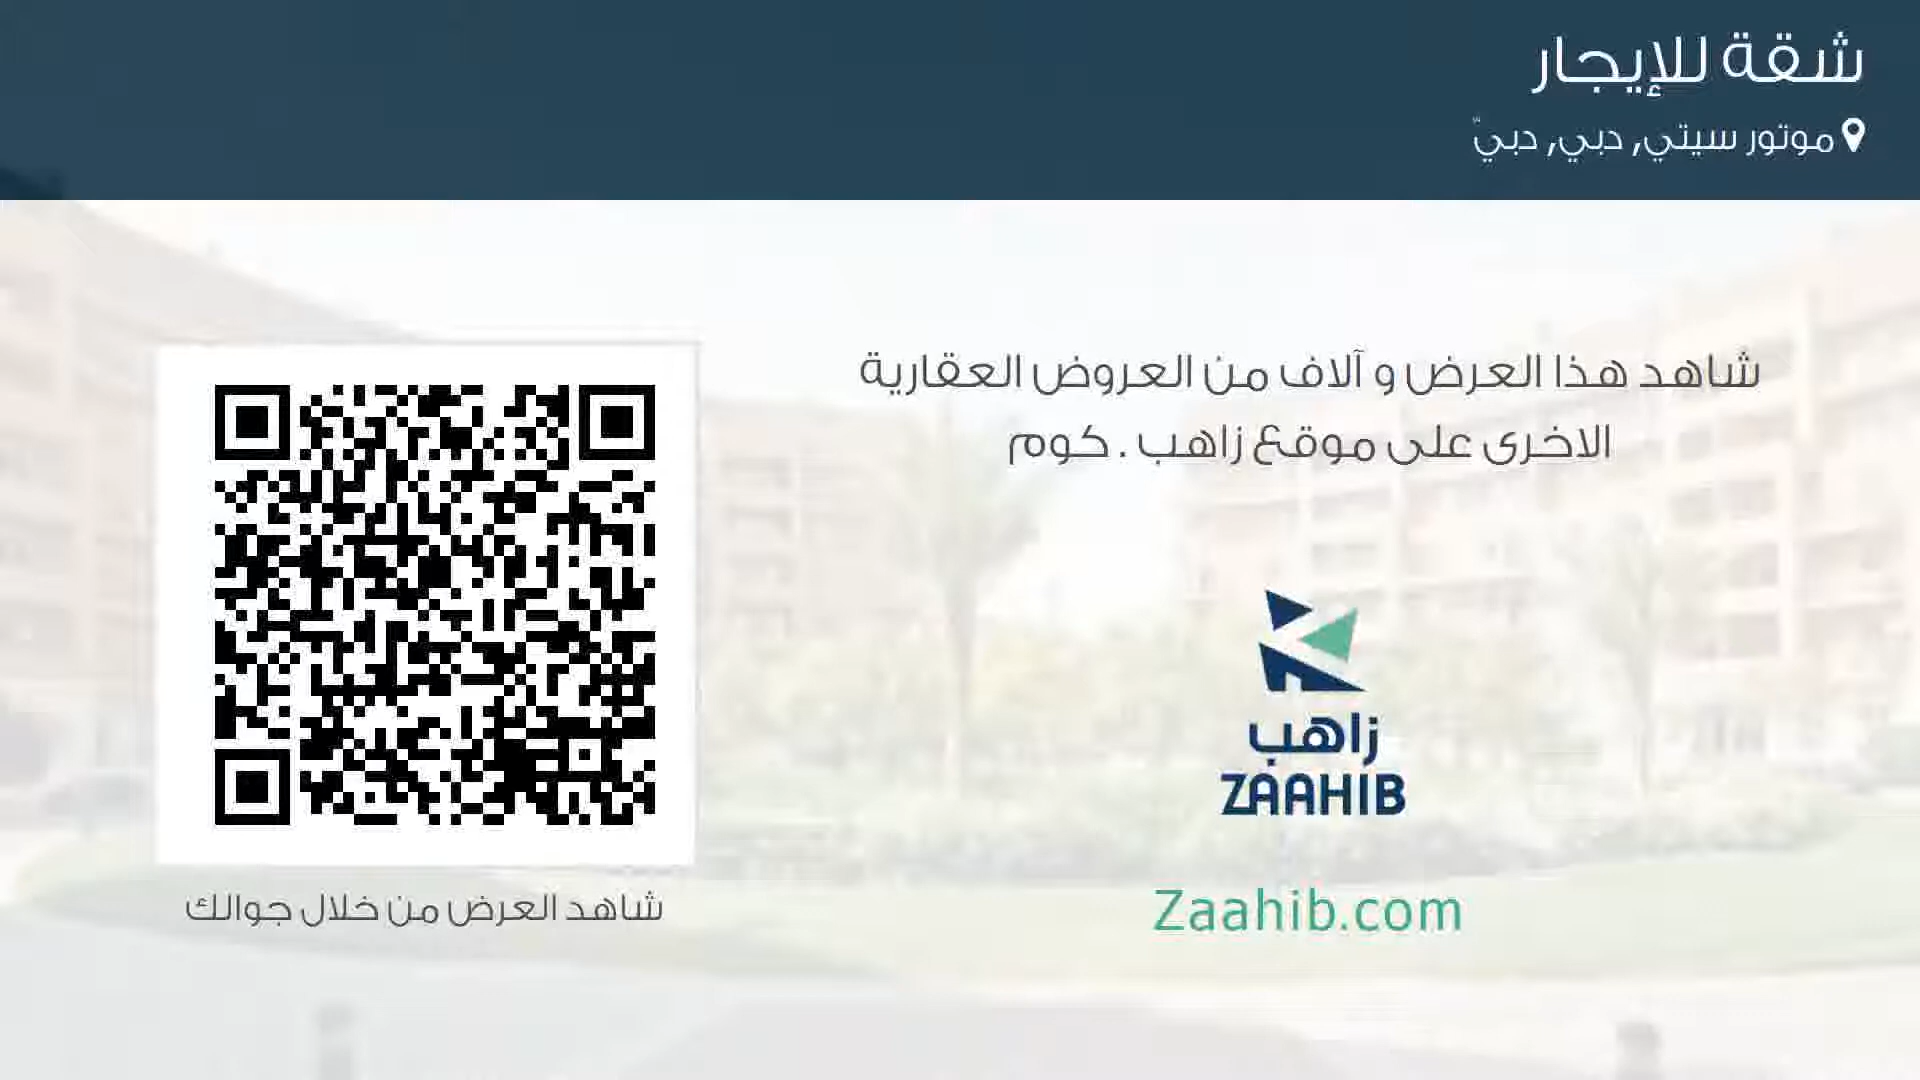 شقة للإيجار
موتور سيتي, دبي, دبيّ
شاهد هذا العرض و آلاف من العروض العقارية
الاخرى على موقع زاهب . كوم
زاهب
ZAAHIB
Zaahib.com
شاهد العرض من خلال جوالك